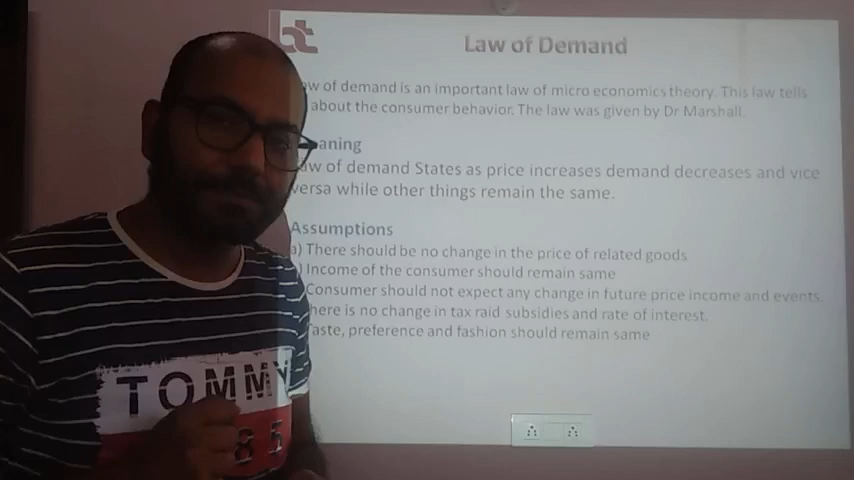 bt
Law of Demand
aw of demand is an important law of micro economics theory. This law tells
about the consumer behavior. The law was given by Dr Marshall.
eaning
aw of demand States as price increases demand decreases and vice
versa while other things remain the same.
Assumptions
a) There should be no change in the price of related goods
) Income of the consumer should remain same
Consumer should not expect any change in future price income and events.
here is no change in tax raid subsidies and rate of interest.
Taste, preference and fashion should remain same
TOMMY
85